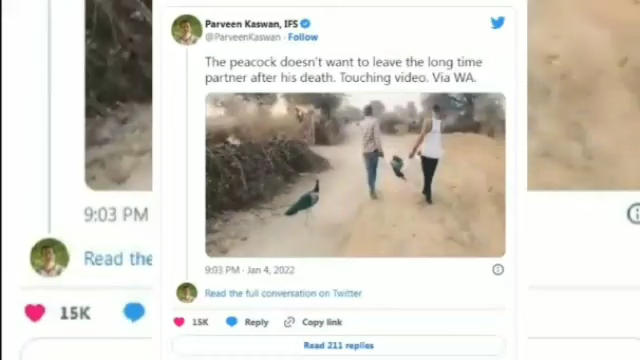 Parveen Kaswan, IFS
@ParveenKaswan · Follow
The peacock doesn't want to leave the long time
partner after his death. Touching video. Via WA.
9:03 PM · Jan 4, 2022
Read the full conversation on Twitter
15K Reply Copy link
Read 211 replies
9:03 PM
Read the
15K